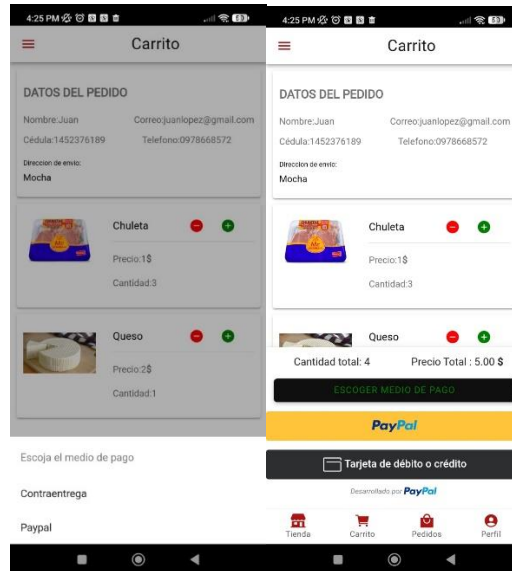 4:25 PM
Carrito
DATOS DEL PEDIDO
Nombre:Juan Correo:juanlopez@gmail.com
Cédula:1452376189 Telefono:0978668572
Direccion de envio:
Mocha
Chuleta
Precio:1$
Cantidad:3
Queso
Precio:2$
Cantidad:1
Escoja el medio de pago
Contraentrega
Paypal
4:25 PM
Carrito
DATOS DEL PEDIDO
Nombre:Juan Correo:juanlopez@gmail.com
Cédula:1452376189 Telefono:0978668572
Direccion de envio:
Mocha
Chuleta
Precio:1$
Cantidad:3
Queso
Cantidad total: 4 Precio Total : 5.00 $
ESCOGER MEDIO DE PAGO
PayPal
Tarjeta de débito o crédito
Desarrollado por PayPal
Tienda Carrito Pedidos Perfil